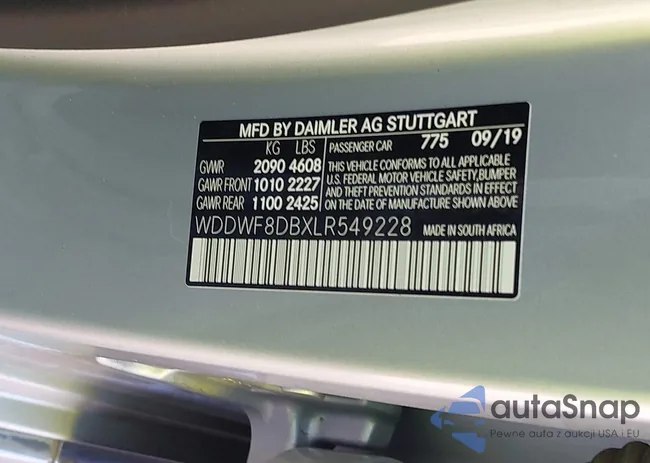 MFD BY DAIMLER AG STUTTGART
KG LBS PASSENGER CAR 775 09/19
GVWR 2090 4608 THIS VEHICLE CONFORMS TO ALL APPLICABLE
GAWR FRONT 1010 2227 U.S. FEDERAL MOTOR VEHICLE SAFETY, BUMPER
GAWR REAR 1100 2425 AND THEFT PREVENTION STANDARDS IN EFFECT
ON THE DATE OF MANUFACTURE SHOWN ABOVE
WDDWF8DBXLR549228 MADE IN SOUTH AFRICA
autaSnap
Pewne auta z aukcji USA i EU